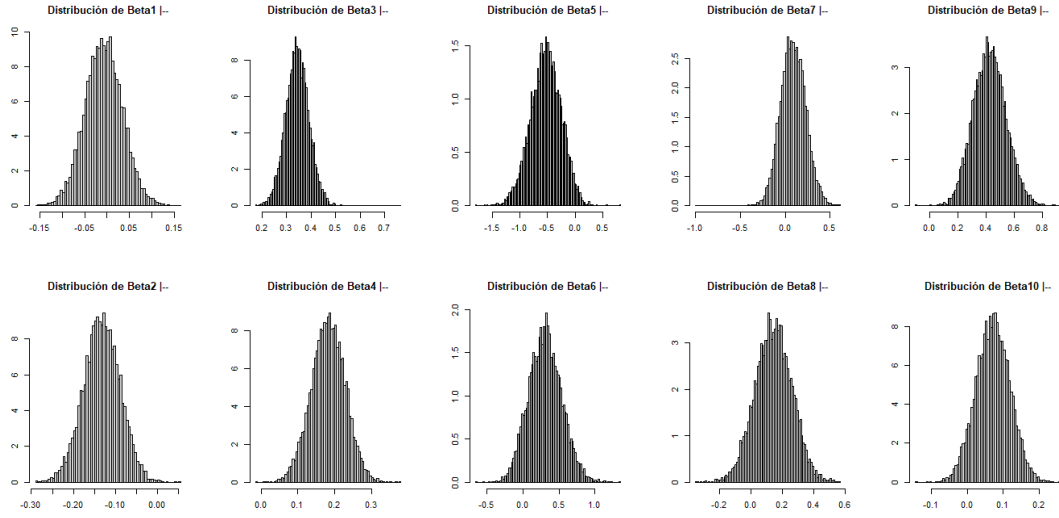 Distribución de Beta1 |--
0 2 4 6 8 10
-0.15 -0.05 0.05 0.15
Distribución de Beta3 |--
0 2 4 6 8
0.2 0.3 0.4 0.5 0.6 0.7
Distribución de Beta5 |--
0.0 0.5 1.0 1.5
-1.5 -1.0 -0.5 0.0 0.5
Distribución de Beta7 |--
0.0 0.5 1.0 1.5 2.0 2.5
-1.0 -0.5 0.0 0.5
Distribución de Beta9 |--
0 1 2 3
0.0 0.2 0.4 0.6 0.8
Distribución de Beta2 |--
0 2 4 6 8
-0.30 -0.20 -0.10 0.00
Distribución de Beta4 |--
0 2 4 6 8
0.0 0.1 0.2 0.3
Distribución de Beta6 |--
0.0 0.5 1.0 1.5 2.0
-0.5 0.0 0.5 1.0
Distribución de Beta8 |--
0 1 2 3
-0.2 0.0 0.2 0.4 0.6
Distribución de Beta10 |--
0 2 4 6 8
-0.1 0.0 0.1 0.2